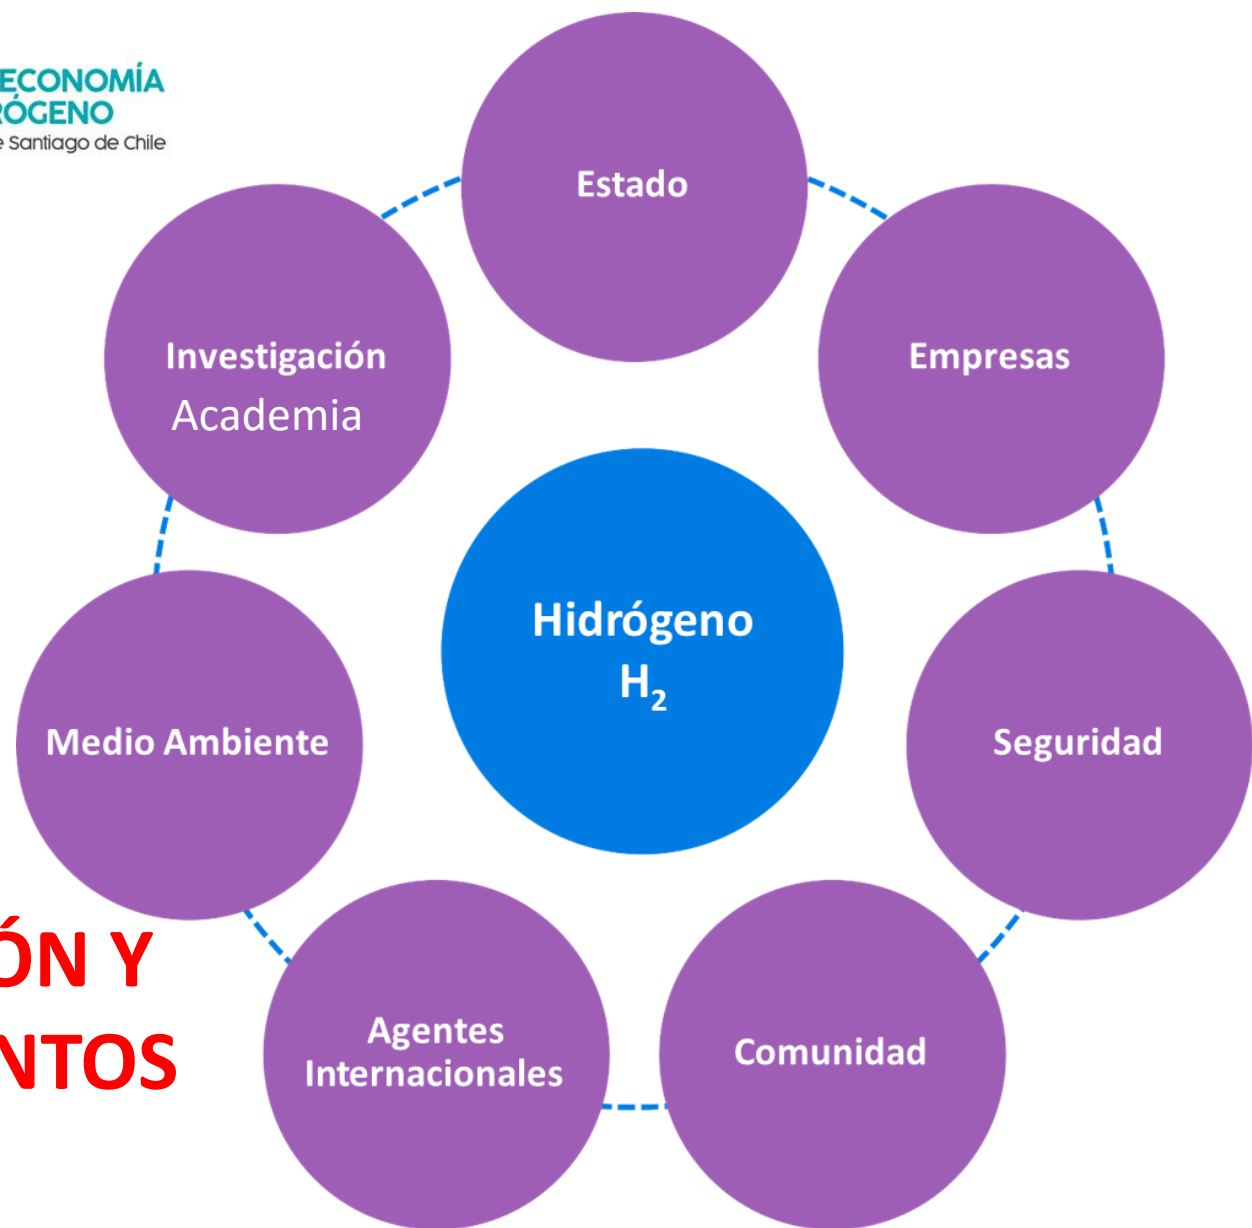 ECONOMÍA
RÓGENO
e Santiago de Chile
Estado
Investigación
Academia
Empresas
Hidrógeno
H₂
Medio Ambiente
Seguridad
ÓN Y
NTOS
Agentes
Internacionales
Comunidad